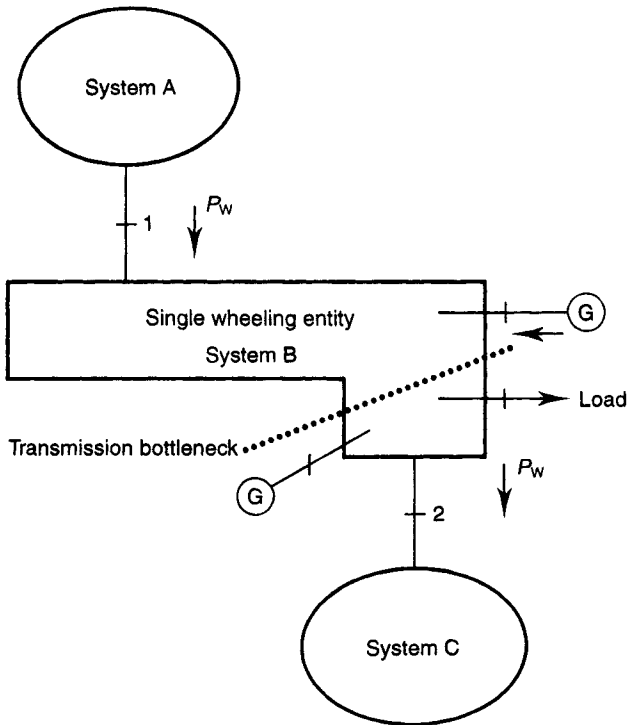 System A
1
P_W
Single wheeling entity
G
System B
Load
Transmission bottleneck
G
P_W
2
System C